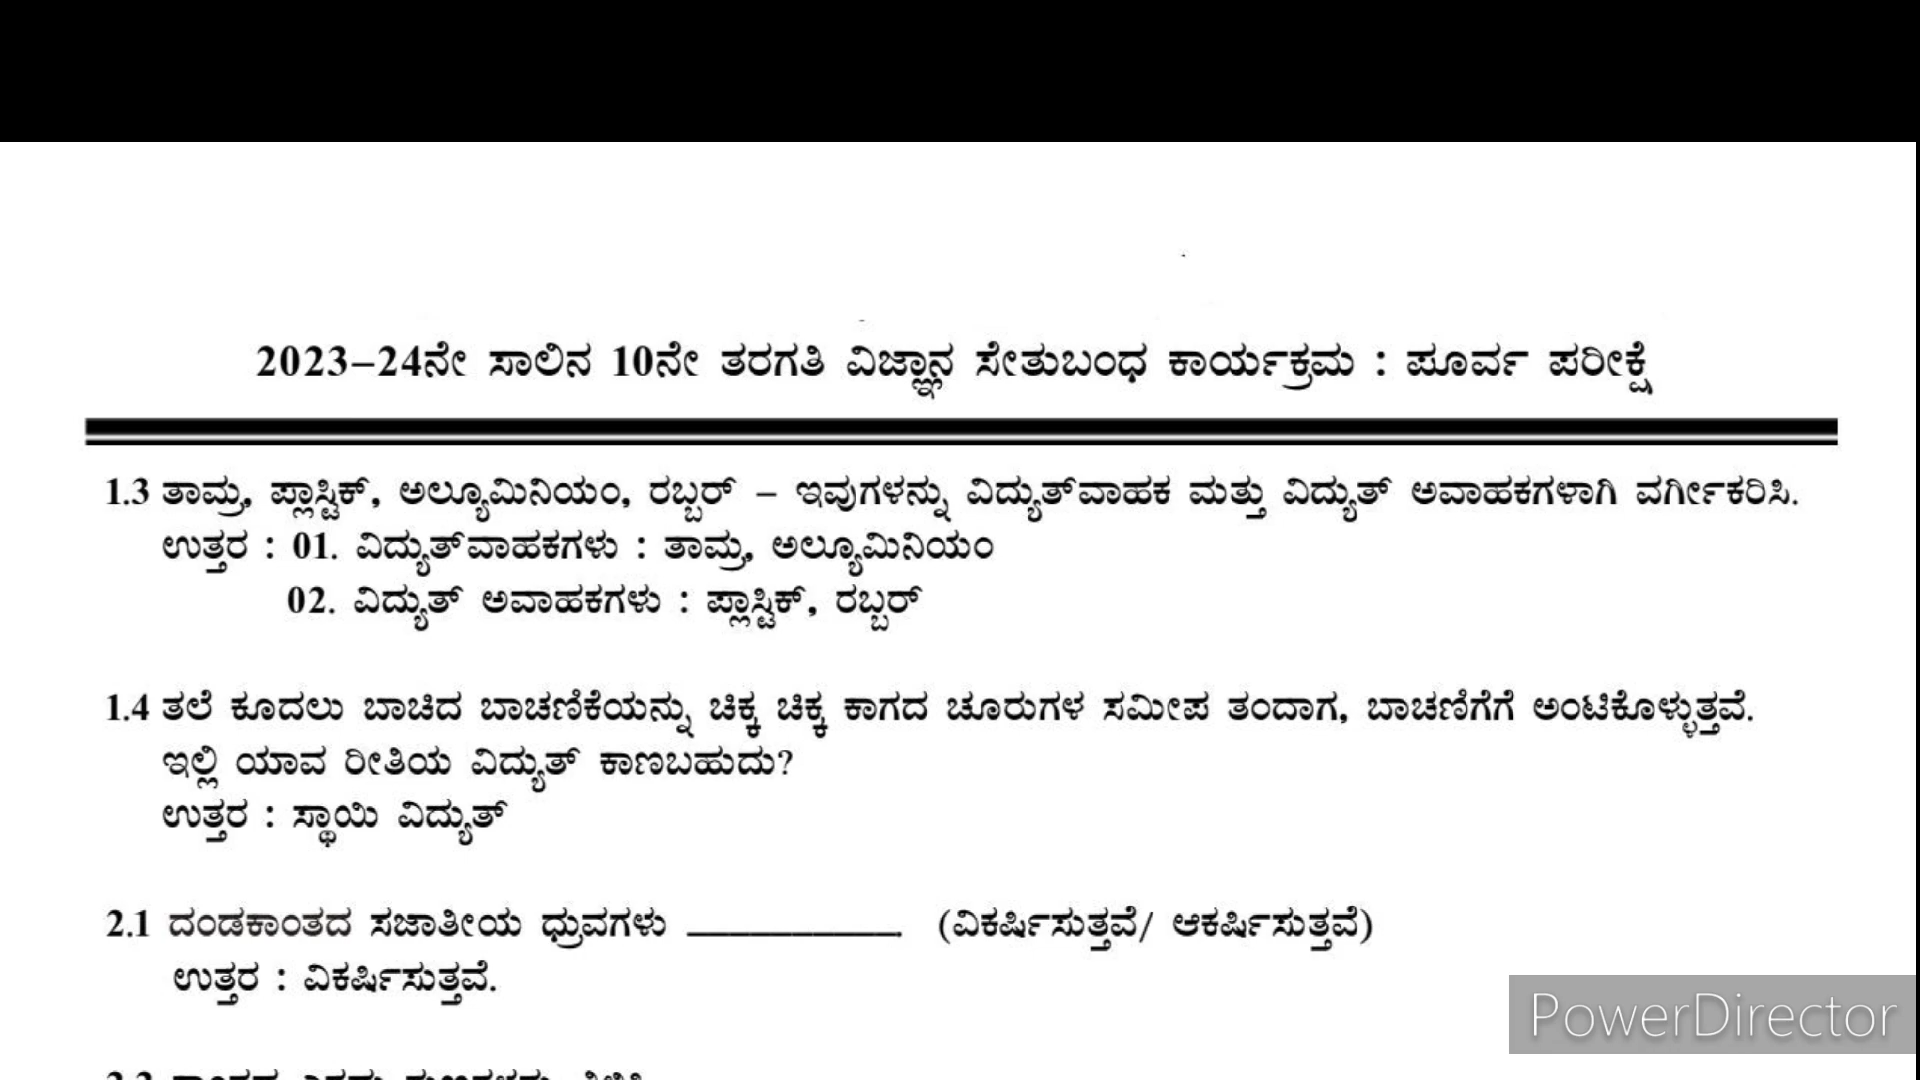 2023–24ನೇ ಸಾಲಿನ 10ನೇ ತರಗತಿ ವಿಜ್ಞಾನ ಸೇತುಬಂಧ ಕಾರ್ಯಕ್ರಮ : ಪೂರ್ವ ಪರೀಕ್ಷೆ
1.3 ತಾಮ್ರ, ಪ್ಲಾಸ್ಟಿಕ್, ಅಲ್ಯೂಮಿನಿಯಂ, ರಬ್ಬರ್ – ಇವುಗಳನ್ನು ವಿದ್ಯುತ್‌ವಾಹಕ ಮತ್ತು ವಿದ್ಯುತ್ ಅವಾಹಕಗಳಾಗಿ ವರ್ಗೀಕರಿಸಿ.
ಉತ್ತರ : 01. ವಿದ್ಯುತ್‌ವಾಹಕಗಳು : ತಾಮ್ರ, ಅಲ್ಯೂಮಿನಿಯಂ
02. ವಿದ್ಯುತ್ ಅವಾಹಕಗಳು : ಪ್ಲಾಸ್ಟಿಕ್, ರಬ್ಬರ್
1.4 ತಲೆ ಕೂದಲು ಬಾಚಿದ ಬಾಚಣಿಕೆಯನ್ನು ಚಿಕ್ಕ ಚಿಕ್ಕ ಕಾಗದ ಚೂರುಗಳ ಸಮೀಪ ತಂದಾಗ, ಬಾಚಣಿಗೆಗೆ ಅಂಟಿಕೊಳ್ಳುತ್ತವೆ.
ಇಲ್ಲಿ ಯಾವ ರೀತಿಯ ವಿದ್ಯುತ್ ಕಾಣಬಹುದು?
ಉತ್ತರ : ಸ್ಥಾಯಿ ವಿದ್ಯುತ್
2.1 ದಂಡಕಾಂತದ ಸಜಾತೀಯ ಧ್ರುವಗಳು __________ (ವಿಕರ್ಷಿಸುತ್ತವೆ/ ಆಕರ್ಷಿಸುತ್ತವೆ)
ಉತ್ತರ : ವಿಕರ್ಷಿಸುತ್ತವೆ.
PowerDirector